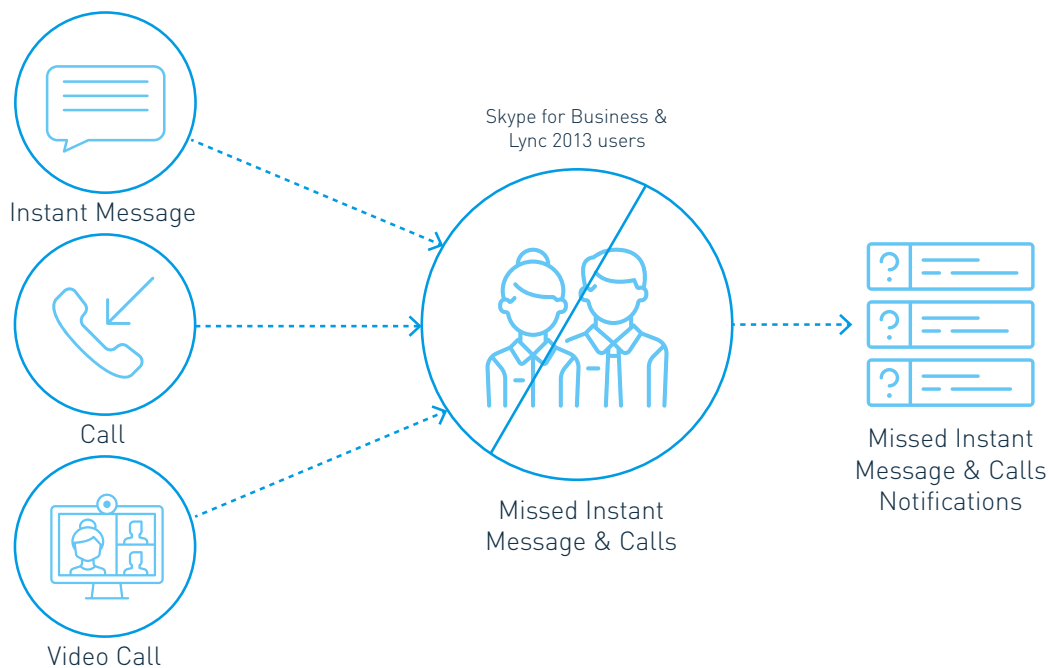 Instant Message
Call
Video Call
Skype for Business &
Lync 2013 users
Missed Instant
Message & Calls
? 
?
?
Missed Instant
Message & Calls
Notifications